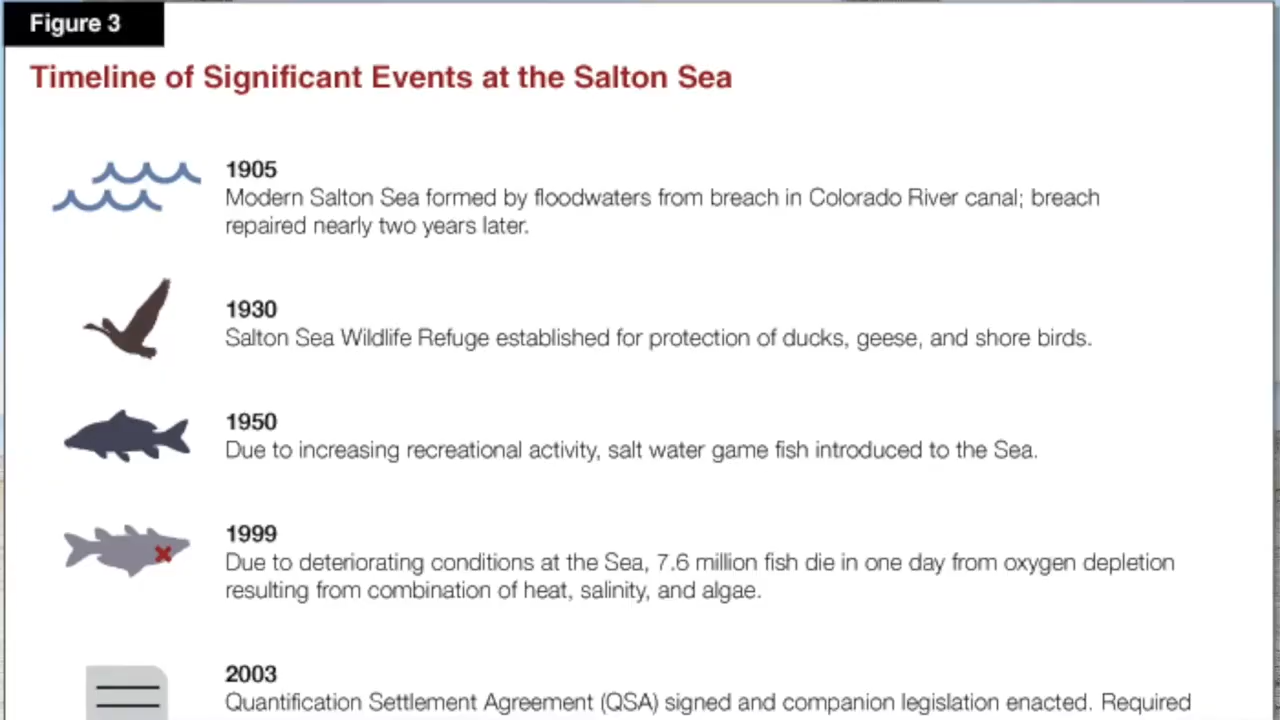 Figure 3
Timeline of Significant Events at the Salton Sea
1905
Modern Salton Sea formed by floodwaters from breach in Colorado River canal; breach
repaired nearly two years later.
1930
Salton Sea Wildlife Refuge established for protection of ducks, geese, and shore birds.
1950
Due to increasing recreational activity, salt water game fish introduced to the Sea.
1999
Due to deteriorating conditions at the Sea, 7.6 million fish die in one day from oxygen depletion
resulting from combination of heat, salinity, and algae.
2003
Quantification Settlement Agreement (QSA) signed and companion legislation enacted. Required